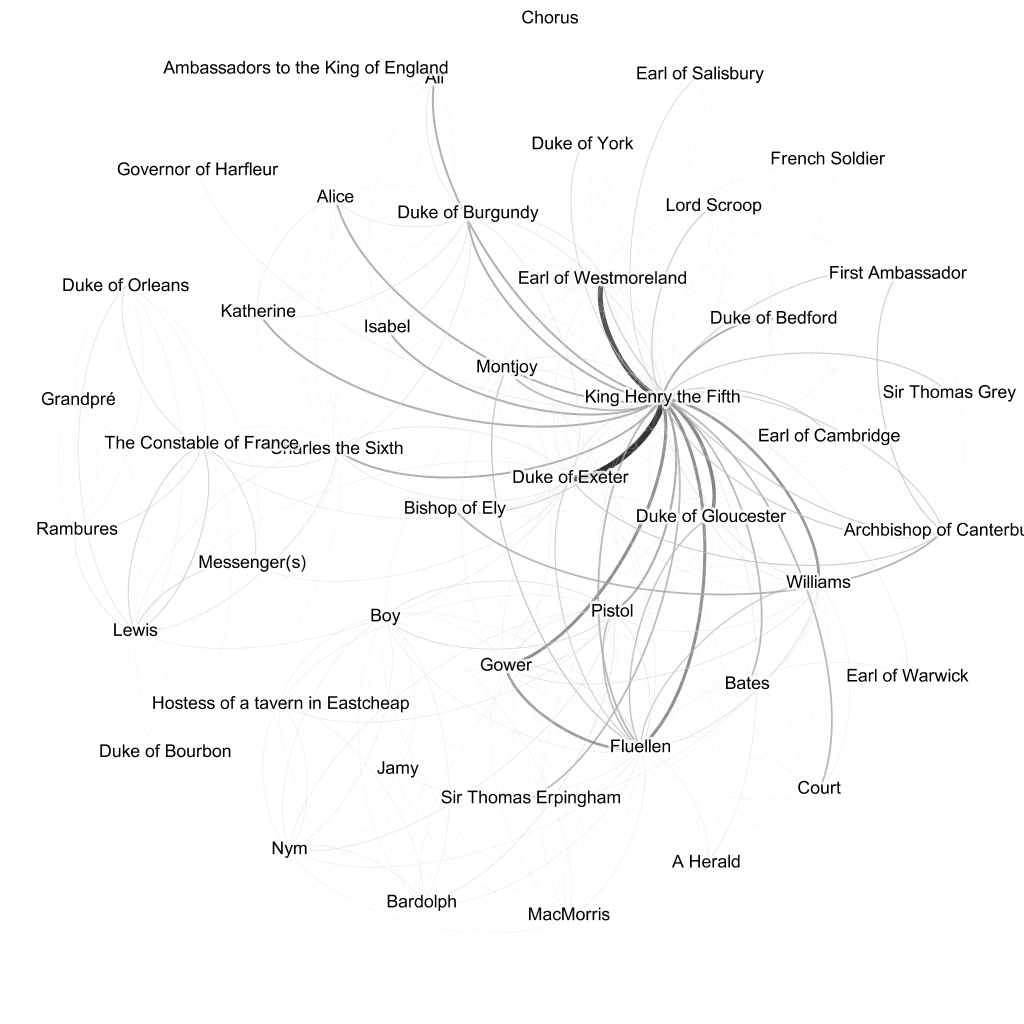 Chorus
Ambassadors to the King of England
All
Earl of Salisbury
Duke of York
French Soldier
Governor of Harfleur
Alice
Lord Scroop
Duke of Burgundy
First Ambassador
Earl of Westmoreland
Duke of Orleans
Katherine
Duke of Bedford
Isabel
Montjoy
Sir Thomas Grey
King Henry the Fifth
Grandpré
Earl of Cambridge
The Constable of France
Charles the Sixth
Duke of Exeter
Bishop of Ely
Duke of Gloucester
Rambures
Archbishop of Canterbu
Messenger(s)
Williams
Pistol
Boy
Lewis
Gower
Earl of Warwick
Bates
Hostess of a tavern in Eastcheap
Fluellen
Duke of Bourbon
Jamy
Court
Sir Thomas Erpingham
Nym
A Herald
Bardolph
MacMorris